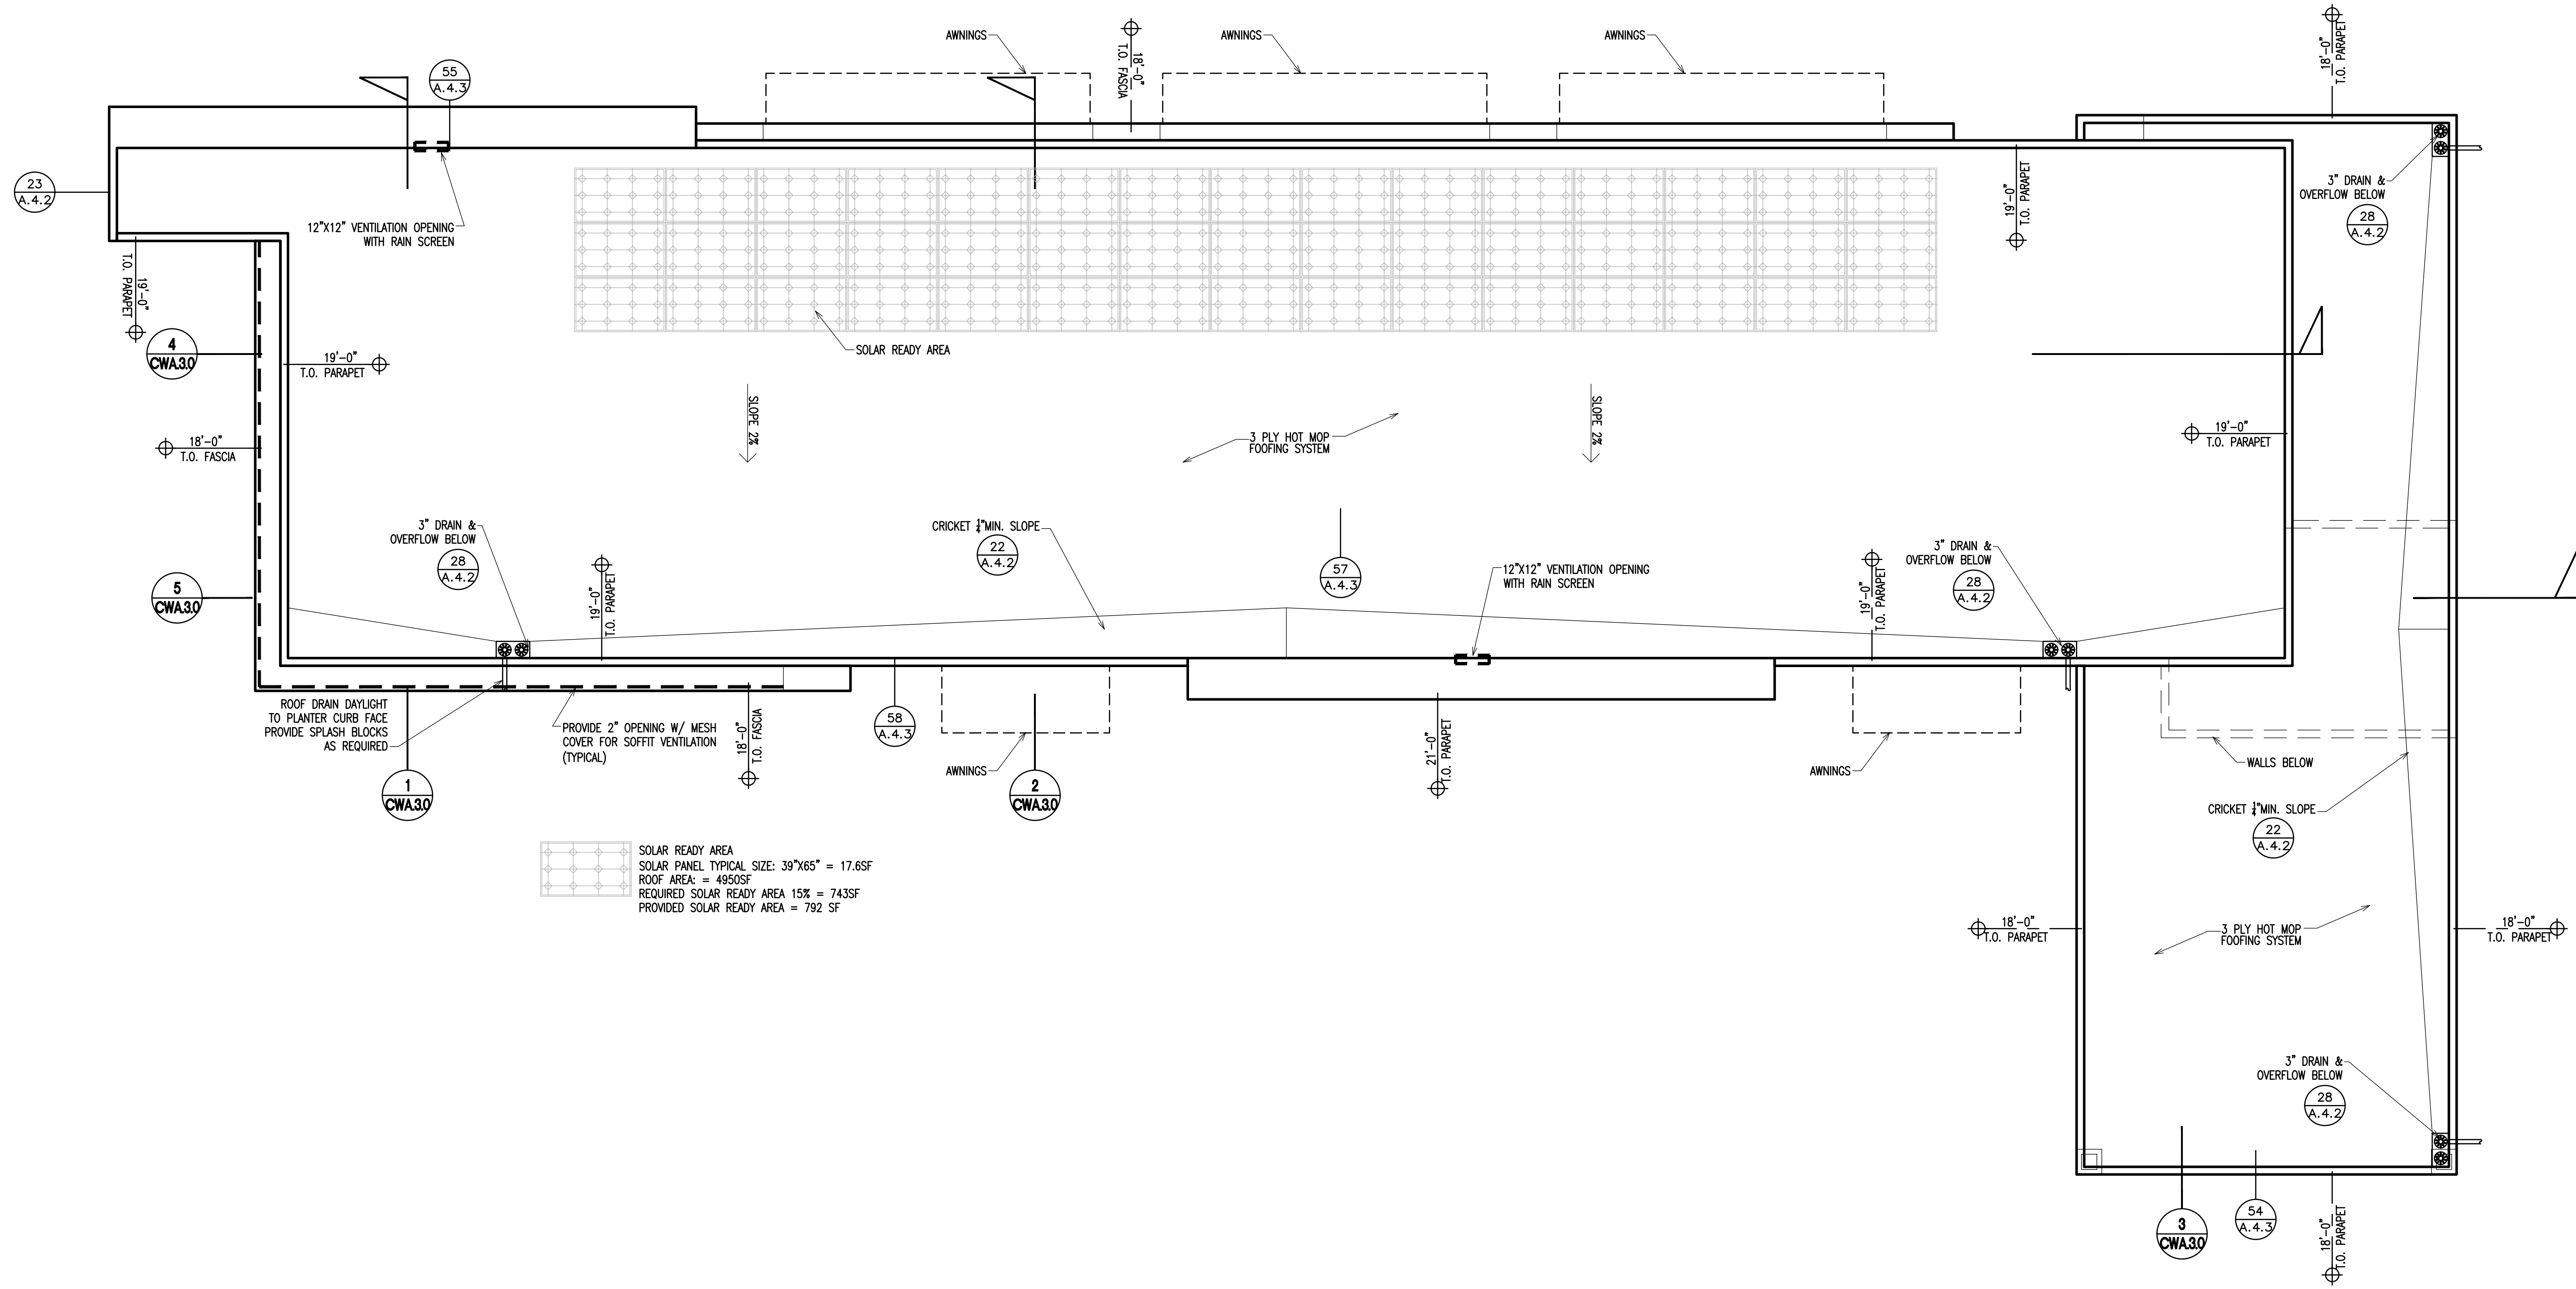 AWNINGS
AWNINGS
AWNINGS
18'-0"
T.O. FASCIA
18'-0"
T.O. PARAPET
55
A.4.3
23
A.4.2
12"X12" VENTILATION OPENING
WITH RAIN SCREEN
19'-0"
T.O. PARAPET
3" DRAIN &
OVERFLOW BELOW
28
A.4.2
19'-0"
T.O. PARAPET
4
CWA.3.0
19'-0"
T.O. PARAPET
SOLAR READY AREA
SLOPE 2%
SLOPE 2%
18'-0"
T.O. FASCIA
3 PLY HOT MOP
FOOFING SYSTEM
19'-0"
T.O. PARAPET
3" DRAIN &
OVERFLOW BELOW
28
A.4.2
CRICKET ¼"MIN. SLOPE
22
A.4.2
57
A.4.3
12"X12" VENTILATION OPENING
WITH RAIN SCREEN
3" DRAIN &
OVERFLOW BELOW
28
A.4.2
5
CWA.3.0
19'-0"
T.O. PARAPET
19'-0"
T.O. PARAPET
ROOF DRAIN DAYLIGHT
TO PLANTER CURB FACE
PROVIDE SPLASH BLOCKS
AS REQUIRED
PROVIDE 2" OPENING W/ MESH
COVER FOR SOFFIT VENTILATION
(TYPICAL)
18'-0"
T.O. FASCIA
58
A.4.3
AWNINGS
21'-0"
T.O. PARAPET
AWNINGS
WALLS BELOW
1
CWA.3.0
2
CWA.3.0
CRICKET ¼"MIN. SLOPE
22
A.4.2
SOLAR READY AREA
SOLAR PANEL TYPICAL SIZE: 39"X65" = 17.6SF
ROOF AREA: = 4950SF
REQUIRED SOLAR READY AREA 15% = 743SF
PROVIDED SOLAR READY AREA = 792 SF
18'-0"
T.O. PARAPET
3 PLY HOT MOP
FOOFING SYSTEM
18'-0"
T.O. PARAPET
3" DRAIN &
OVERFLOW BELOW
28
A.4.2
3
CWA.3.0
54
A.4.3
18'-0"
T.O. PARAPET